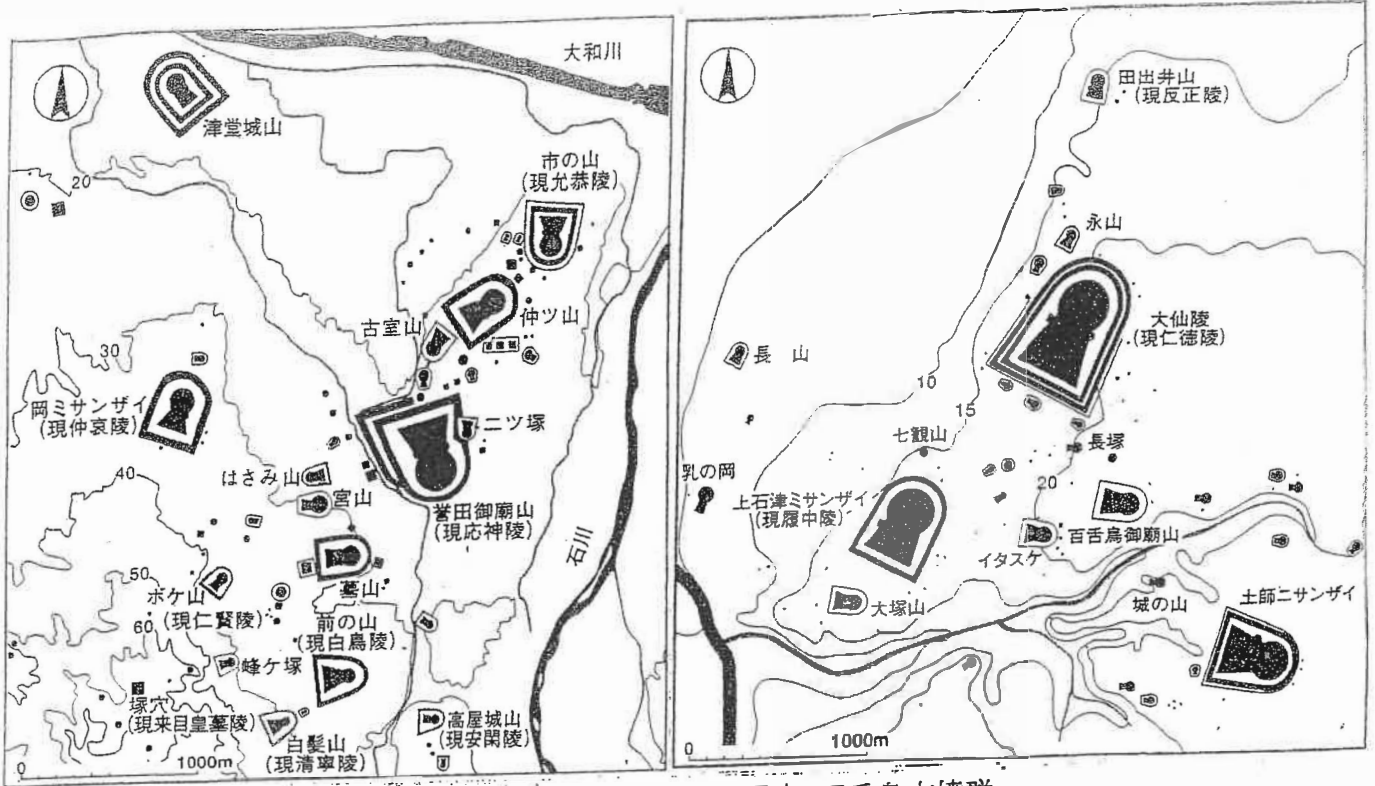 大和川
津堂城山
市の山
(現允恭陵)
20
仲ツ山
古室山
30
岡ミサンザイ
(現仲哀陵)
二ツ塚
はさみ山
40
宮山
誉田御廟山
(現応神陵)
石川
墓山
50
ボケ山
(現仁賢陵)
前の山
(現白鳥陵)
60
峰ケ塚
塚穴
(現来目皇墓陵)
白髪山
(現清寧陵)
高屋城山
(現安閑陵)
0
1000m
田出井山
(現反正陵)
永山
大仙陵
(現仁徳陵)
長 山
10
15
七観山
長塚
乳の岡
上石津ミサンザイ
(現履中陵)
20
イタスケ
百舌鳥御廟山
大塚山
城の山
土師ニサンザイ
0
1000m